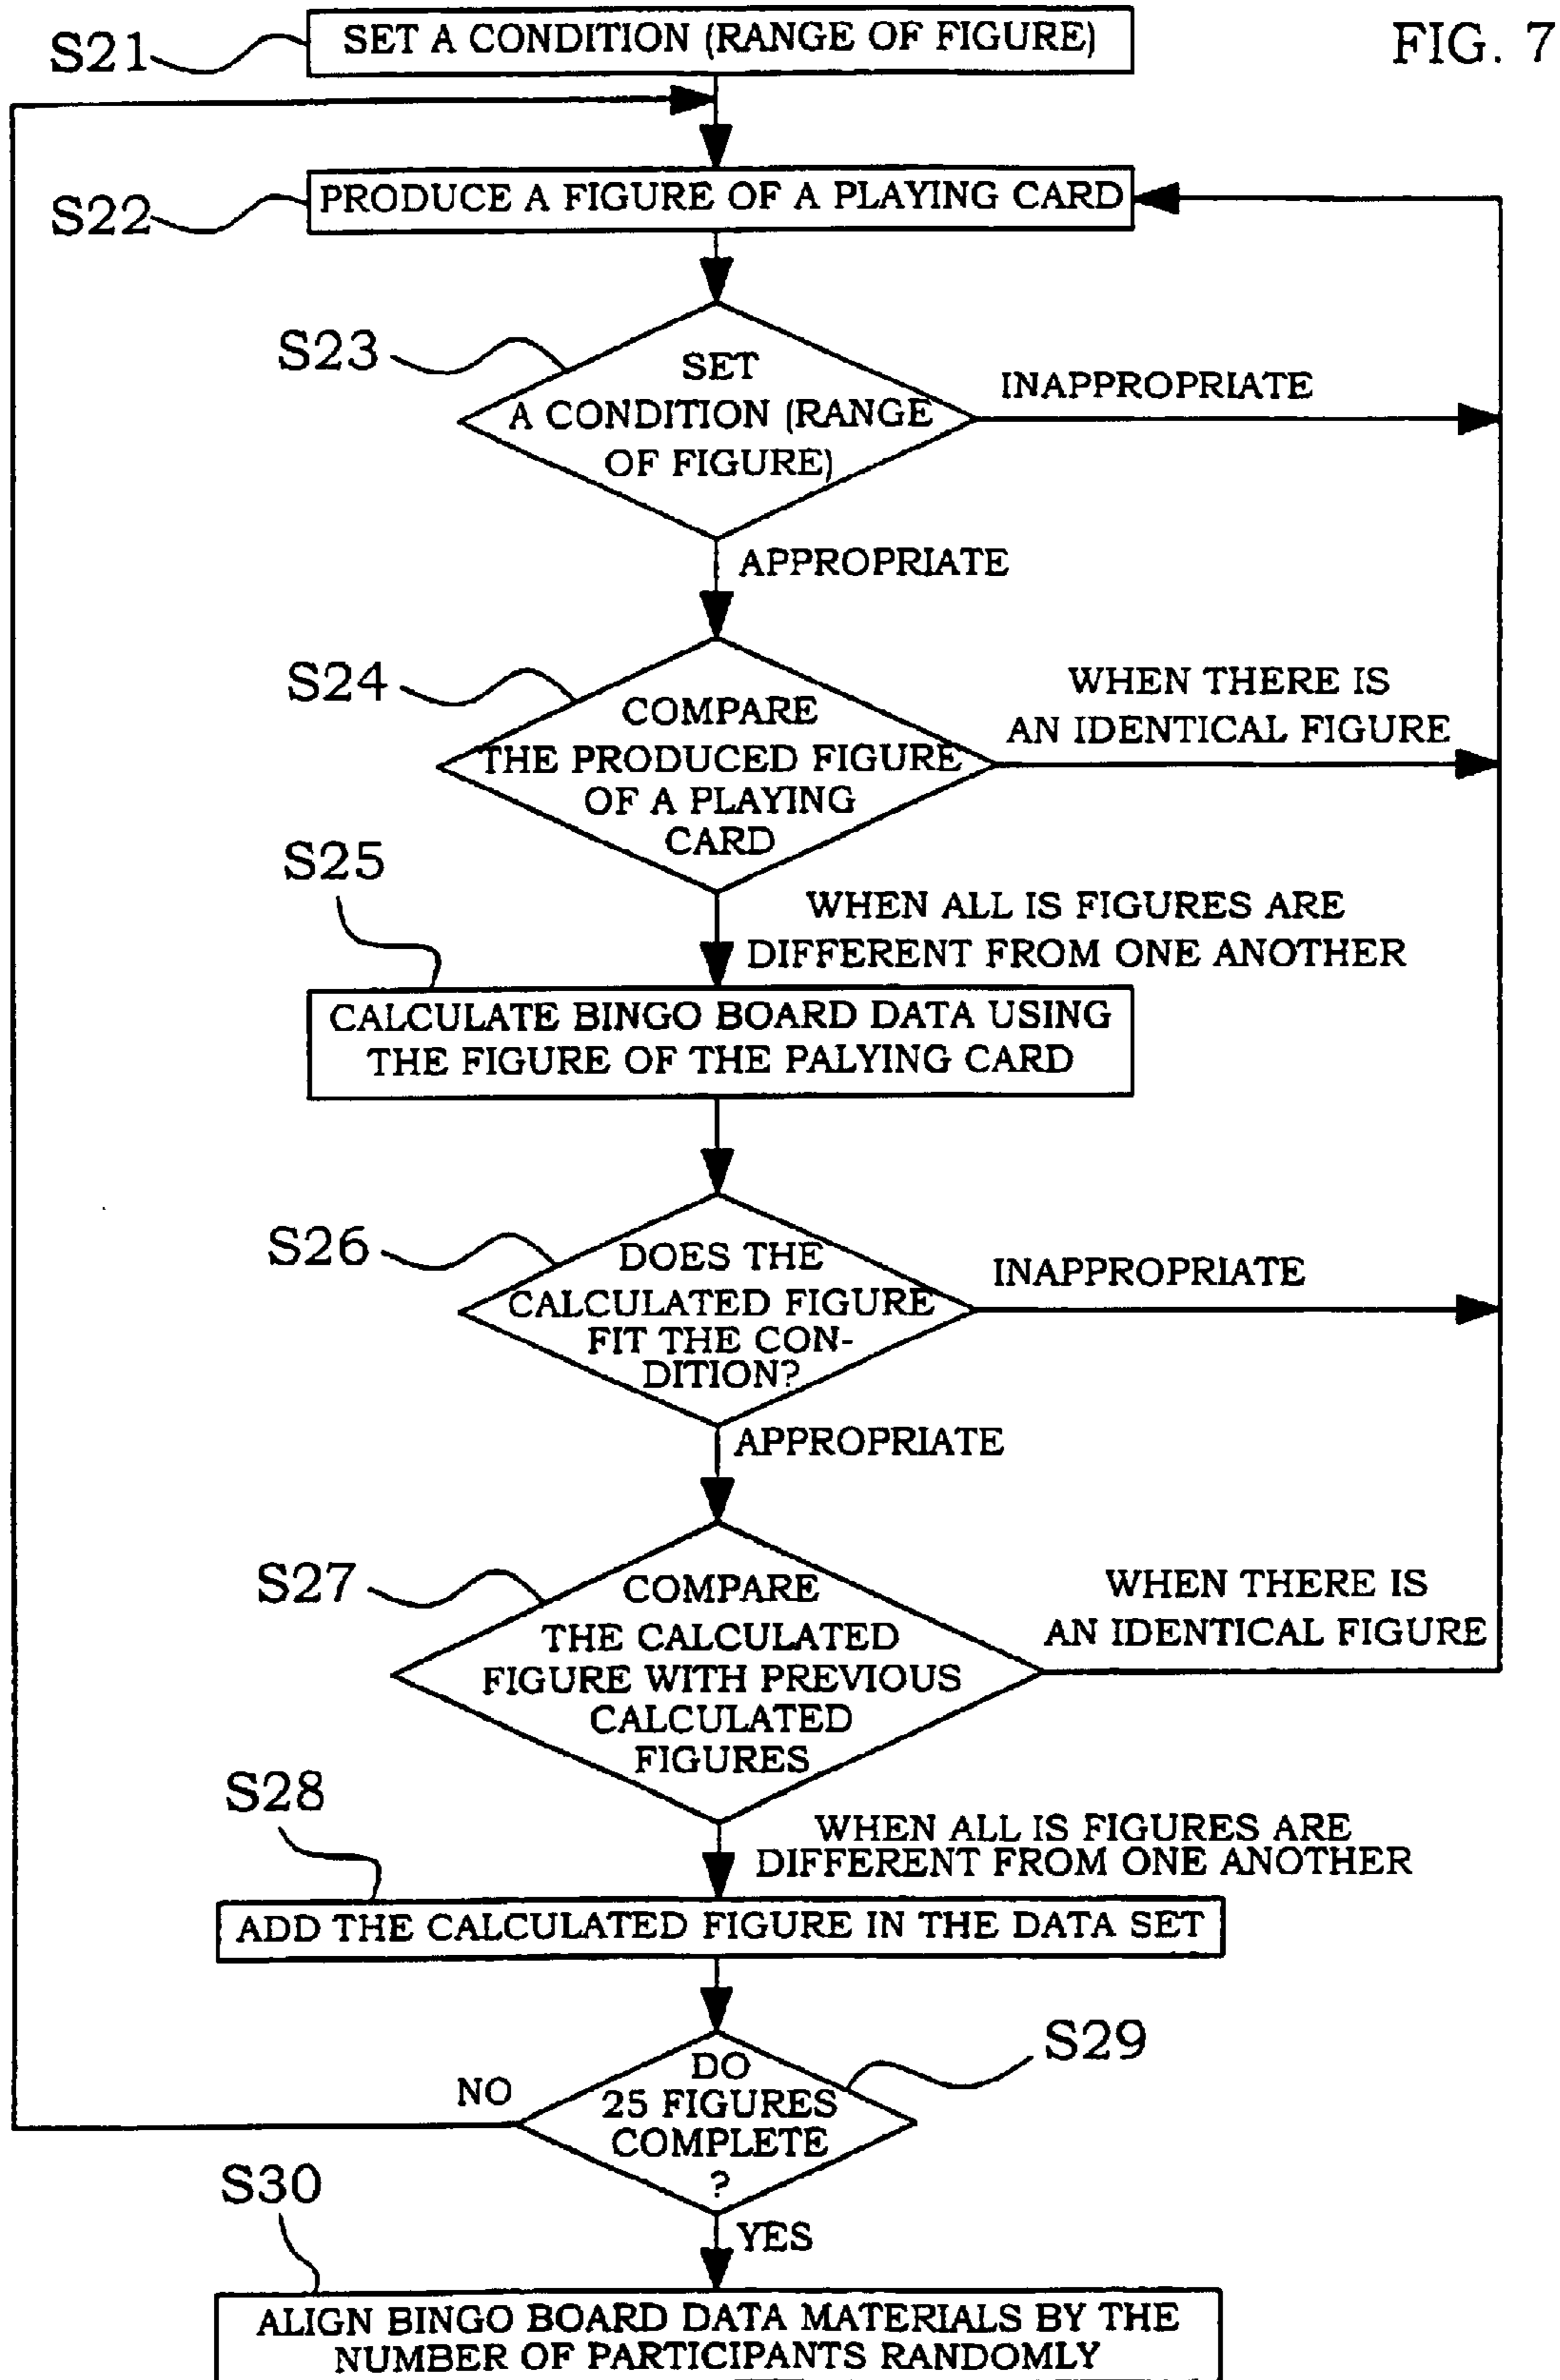 FIG. 7
S21
SET A CONDITION (RANGE OF FIGURE)
S22
PRODUCE A FIGURE OF A PLAYING CARD
S23
SET
A CONDITION (RANGE
OF FIGURE)
INAPPROPRIATE
APPROPRIATE
S24
COMPARE
THE PRODUCED FIGURE
OF A PLAYING
CARD
WHEN THERE IS
AN IDENTICAL FIGURE
WHEN ALL IS FIGURES ARE
DIFFERENT FROM ONE ANOTHER
S25
CALCULATE BINGO BOARD DATA USING
THE FIGURE OF THE PALYING CARD
S26
DOES THE
CALCULATED FIGURE
FIT THE CON-
DITION?
INAPPROPRIATE
APPROPRIATE
S27
COMPARE
THE CALCULATED
FIGURE WITH PREVIOUS
CALCULATED
FIGURES
WHEN THERE IS
AN IDENTICAL FIGURE
WHEN ALL IS FIGURES ARE
DIFFERENT FROM ONE ANOTHER
S28
ADD THE CALCULATED FIGURE IN THE DATA SET
S29
DO
25 FIGURES
COMPLETE
?
NO
YES
S30
ALIGN BINGO BOARD DATA MATERIALS BY THE
NUMBER OF PARTICIPANTS RANDOMLY